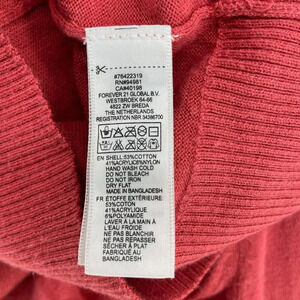 #76422319
RN#94981
CA#40198
FOREVER 21 GLOBAL B.V.
WESTBROEK 64-66
4822 ZW BREDA
THE NETHERLANDS
REGISTRATION NBR 34386700
EN SHELL:53%COTTON
41%ACRYLIC 6%NYLON
HAND WASH COLD
DO NOT BLEACH
DO NOT IRON
DRY FLAT
MADE IN BANGLADESH
FR ÉTOFFE EXTÉRIEURE:
53%COTON
41%ACRYLIQUE
6%POLYAMIDE
LAVER À LA MAIN À
L'EAU FROIDE
NE PAS BLANCHIR
NE PAS REPASSER
SÉCHER À PLAT
FABRIQUÉ AU
BANGLADESH